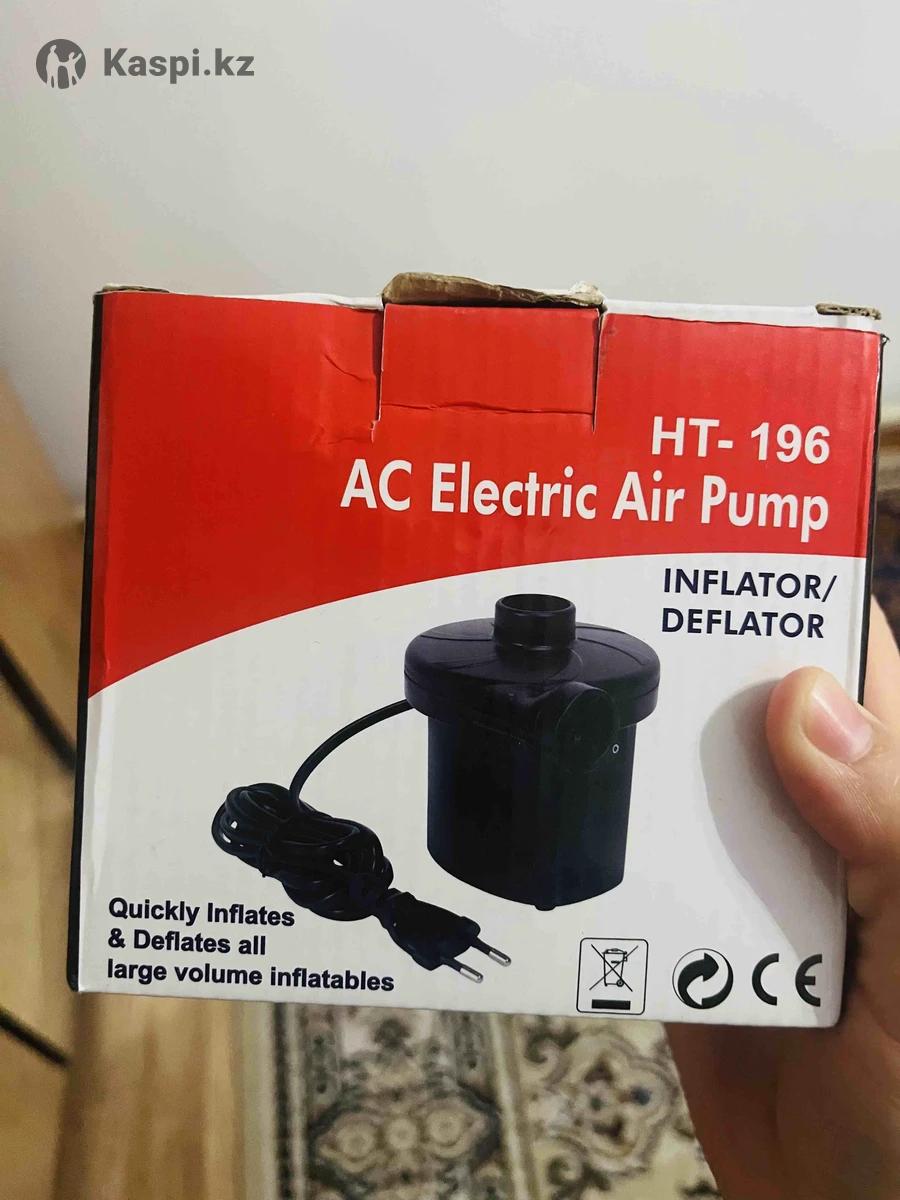 Kaspi.kz
HT- 196
AC Electric Air Pump
INFLATOR/
DEFLATOR
Quickly Inflates
& Deflates all
large volume inflatables
CE